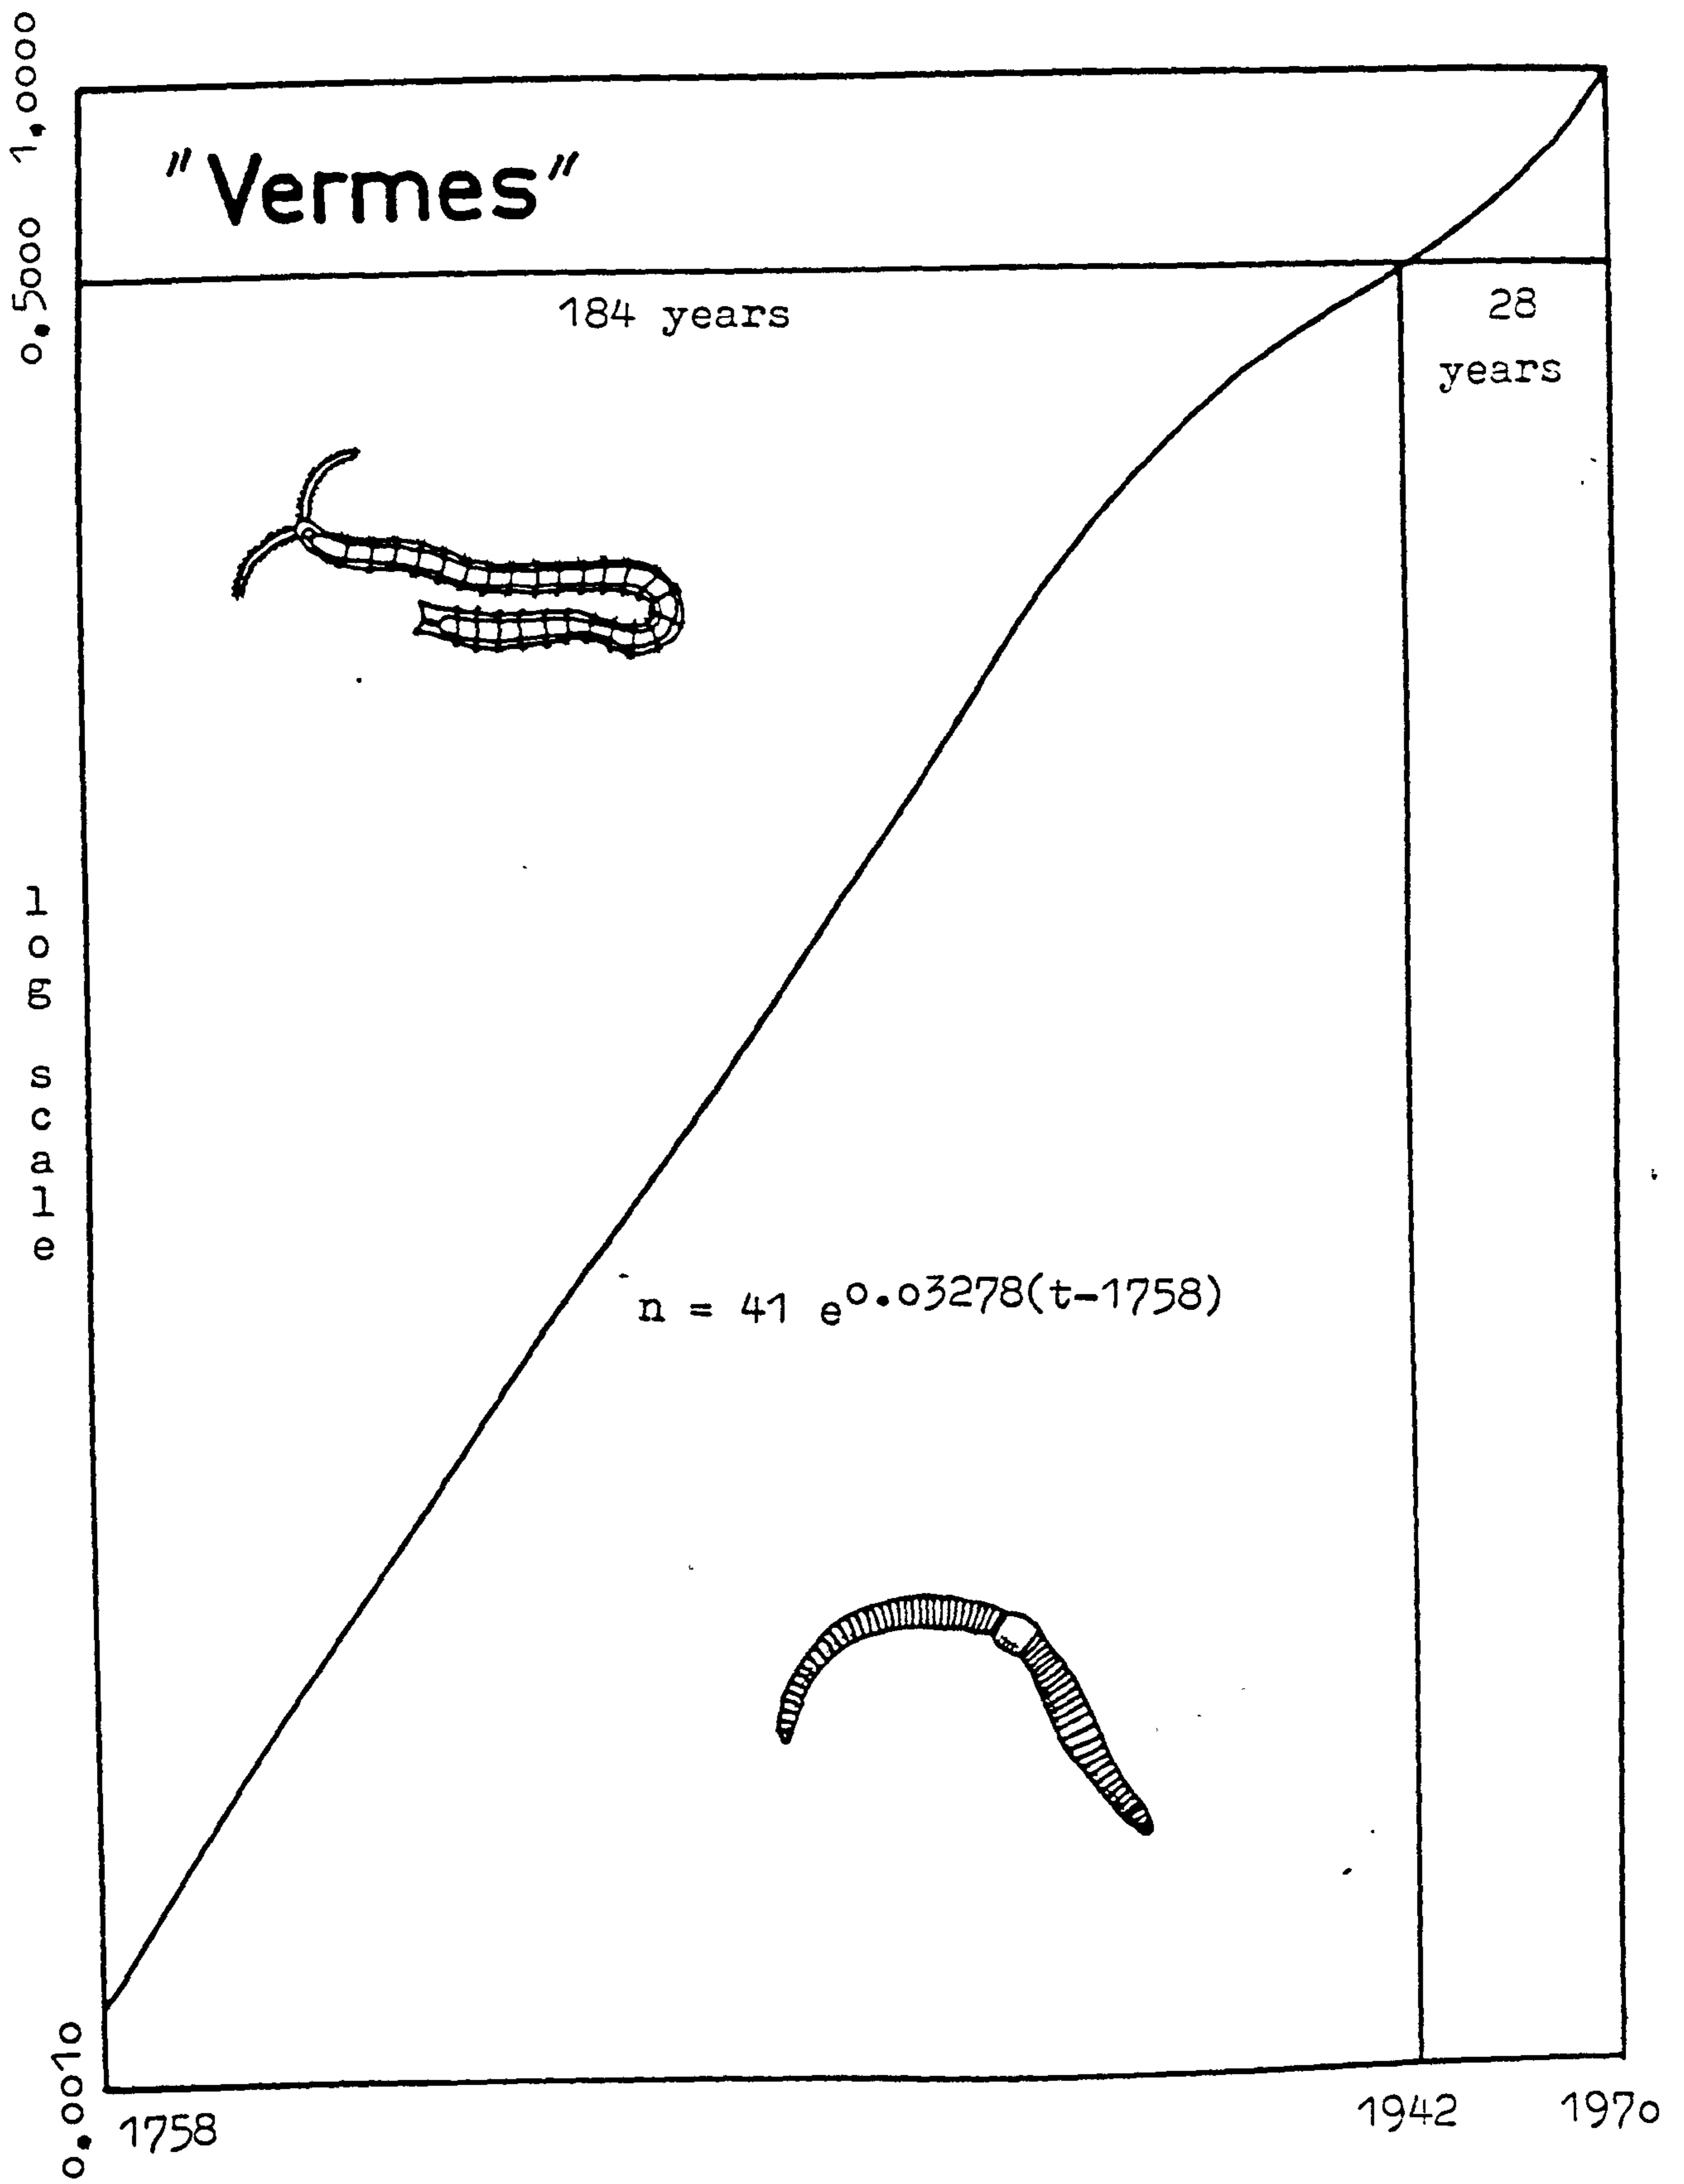 1.0000
"Vermes"
0.5000
184 years
28
years
log scale
n = 41 e0.03278(t-1758)
0.0010
1758
1942
1970